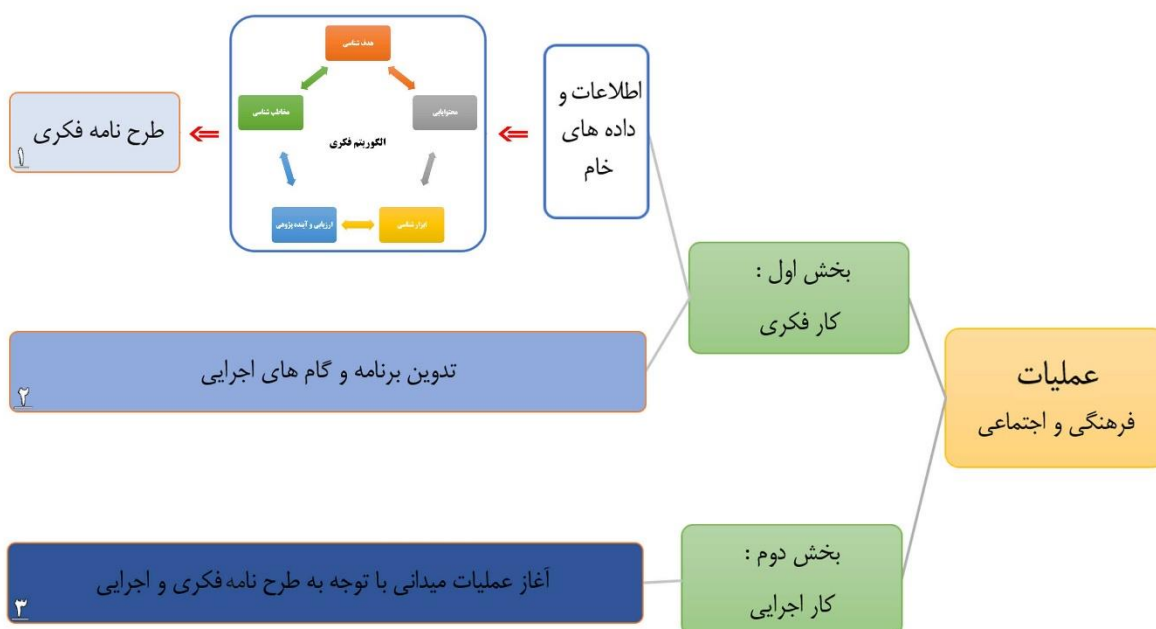 عملیات
فرهنگی و اجتماعی
بخش اول :
کار فکری
اطلاعات و
داده های
خام
هدف شناسی
محتوایابی
مخاطب شناسی
الگوریتم فکری
ابزار شناسی
ارزیابی و آینده پژوهی
طرح نامه فکری
۱
تدوین برنامه و گام های اجرایی
۲
بخش دوم :
کار اجرایی
آغاز عملیات میدانی با توجه به طرح نامه فکری و اجرایی
۳